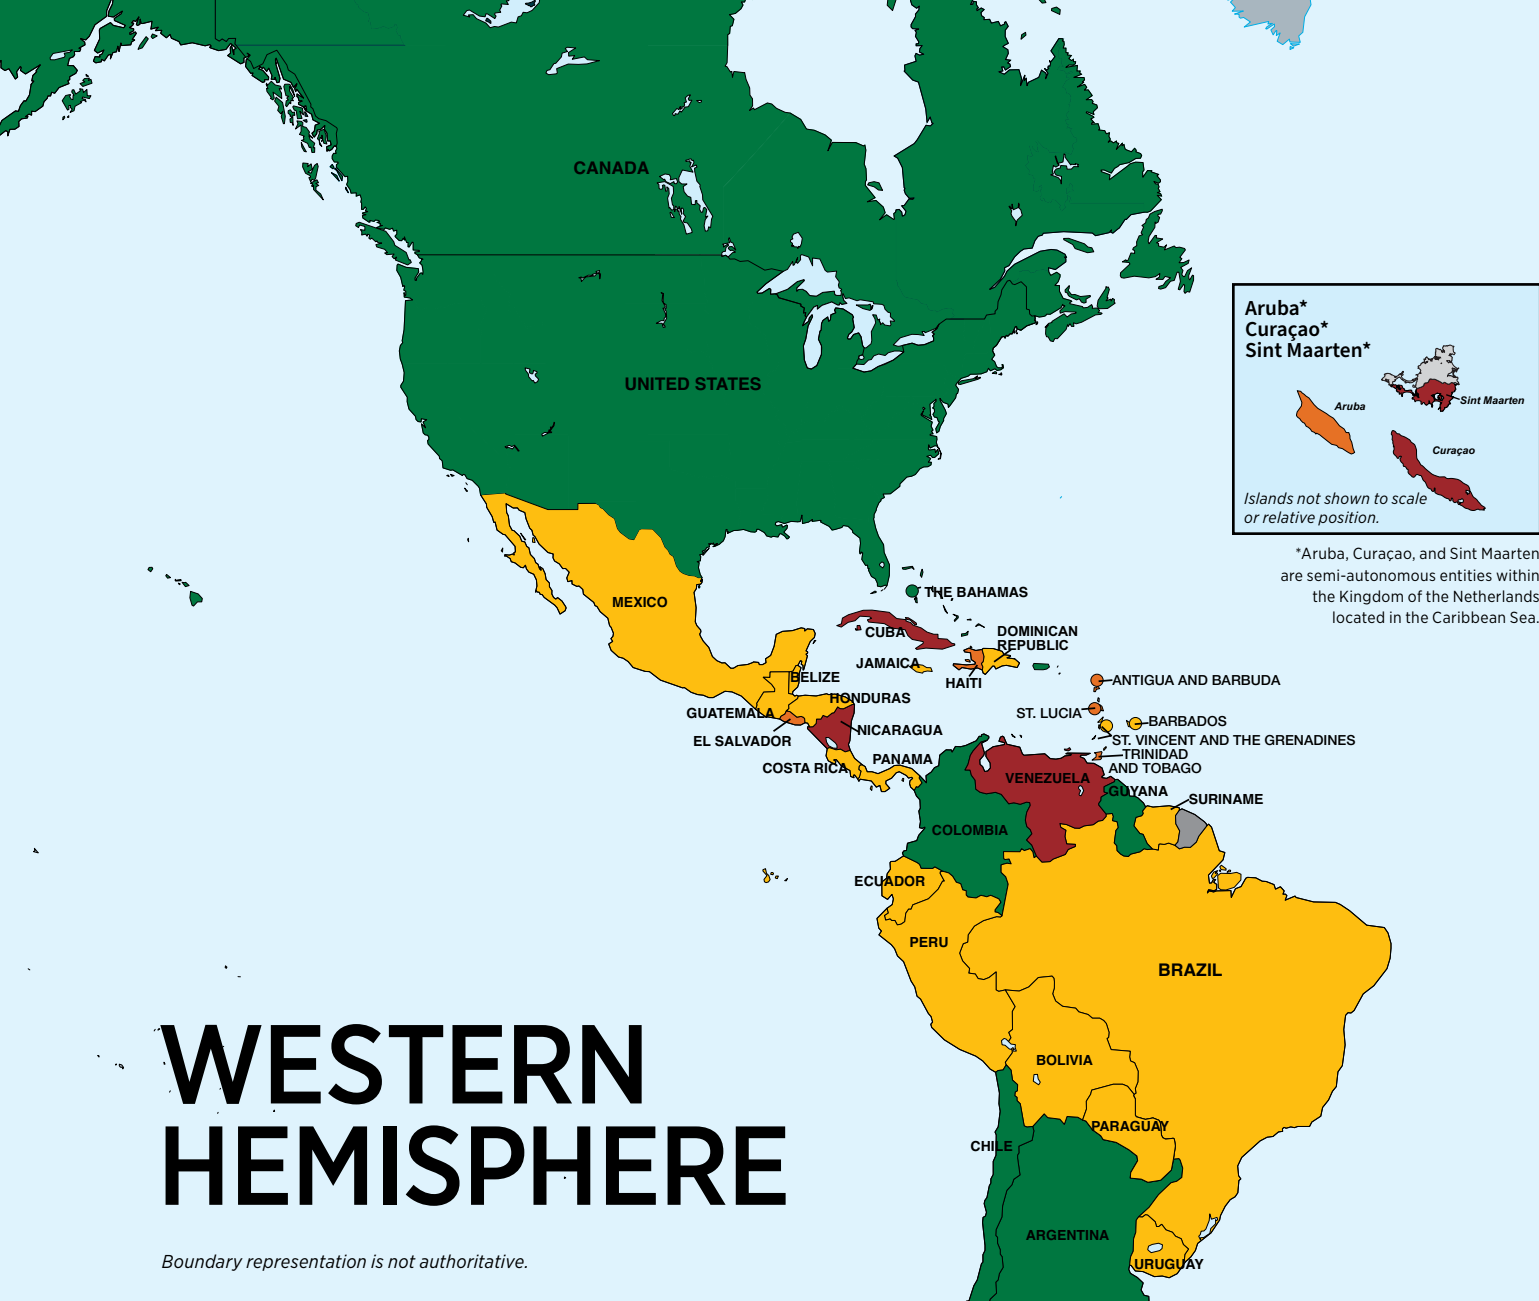 CANADA
UNITED STATES
Aruba*
Curaçao*
Sint Maarten*
Aruba
Sint Maarten
Curaçao
Islands not shown to scale
or relative position.
*Aruba, Curaçao, and Sint Maarten
are semi-autonomous entities within
the Kingdom of the Netherlands
located in the Caribbean Sea.
MEXICO
THE BAHAMAS
CUBA
DOMINICAN
REPUBLIC
JAMAICA
HAITI
BELIZE
ANTIGUA AND BARBUDA
HONDURAS
GUATEMALA
ST. LUCIA
BARBADOS
NICARAGUA
EL SALVADOR
ST. VINCENT AND THE GRENADINES
TRINIDAD
AND TOBAGO
PANAMA
COSTA RICA
VENEZUELA
GUYANA
SURINAME
COLOMBIA
ECUADOR
PERU
BRAZIL
BOLIVIA
PARAGUAY
CHILE
ARGENTINA
URUGUAY
WESTERN
HEMISPHERE
Boundary representation is not authoritative.